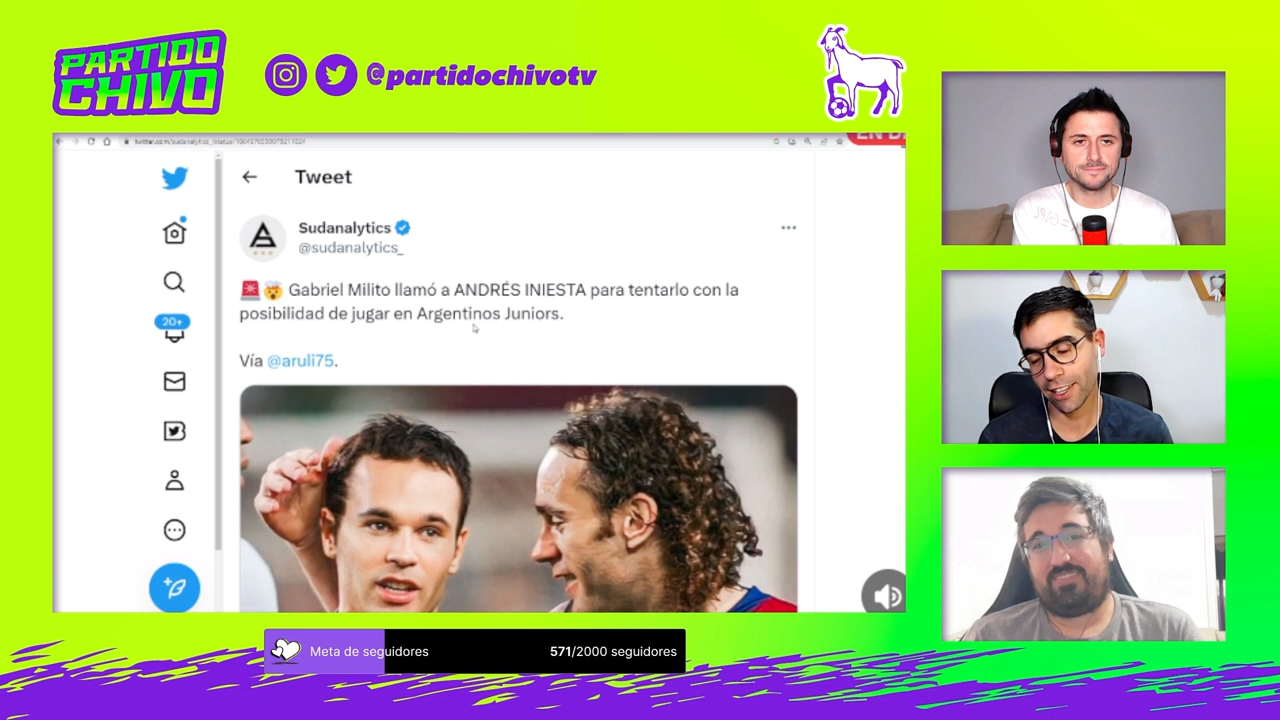 PARTIDO
CHIVO
@partidochivotv
EN
Tweet
Sudanalytics
@sudanalytics_
Gabriel Milito llamó a ANDRÉS INIESTA para tentarlo con la
posibilidad de jugar en Argentinos Juniors.
20+
Vía @aruli75.
Meta de seguidores
571/2000 seguidores